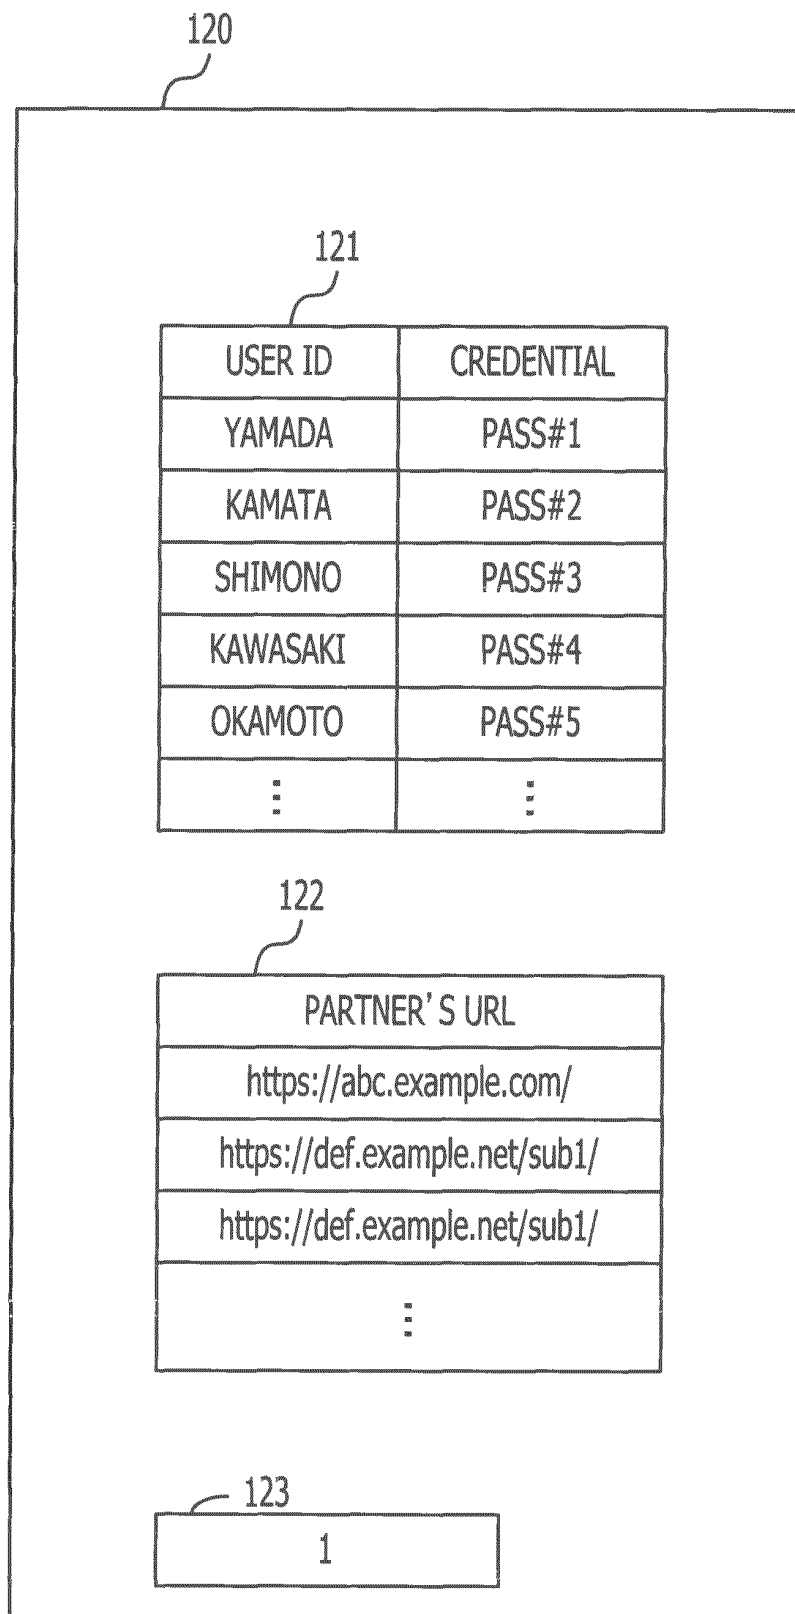 120
121
USER ID CREDENTIAL
YAMADA PASS#1
KAMATA PASS#2
SHIMONO PASS#3
KAWASAKI PASS#4
OKAMOTO PASS#5
⋮ ⋮
122
PARTNER'S URL
https://abc.example.com/
https://def.example.net/sub1/
https://def.example.net/sub1/
⋮
123
1